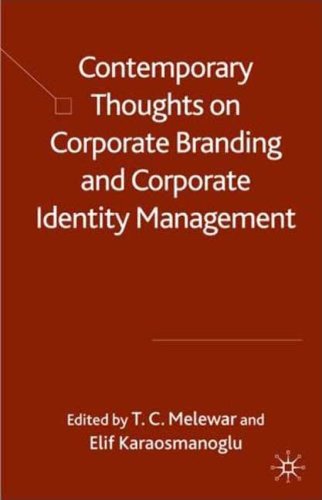 Contemporary
Thoughts on
Corporate Branding
and Corporate
Identity Management
Edited by T. C. Melewar and
Elif Karaosmanoglu